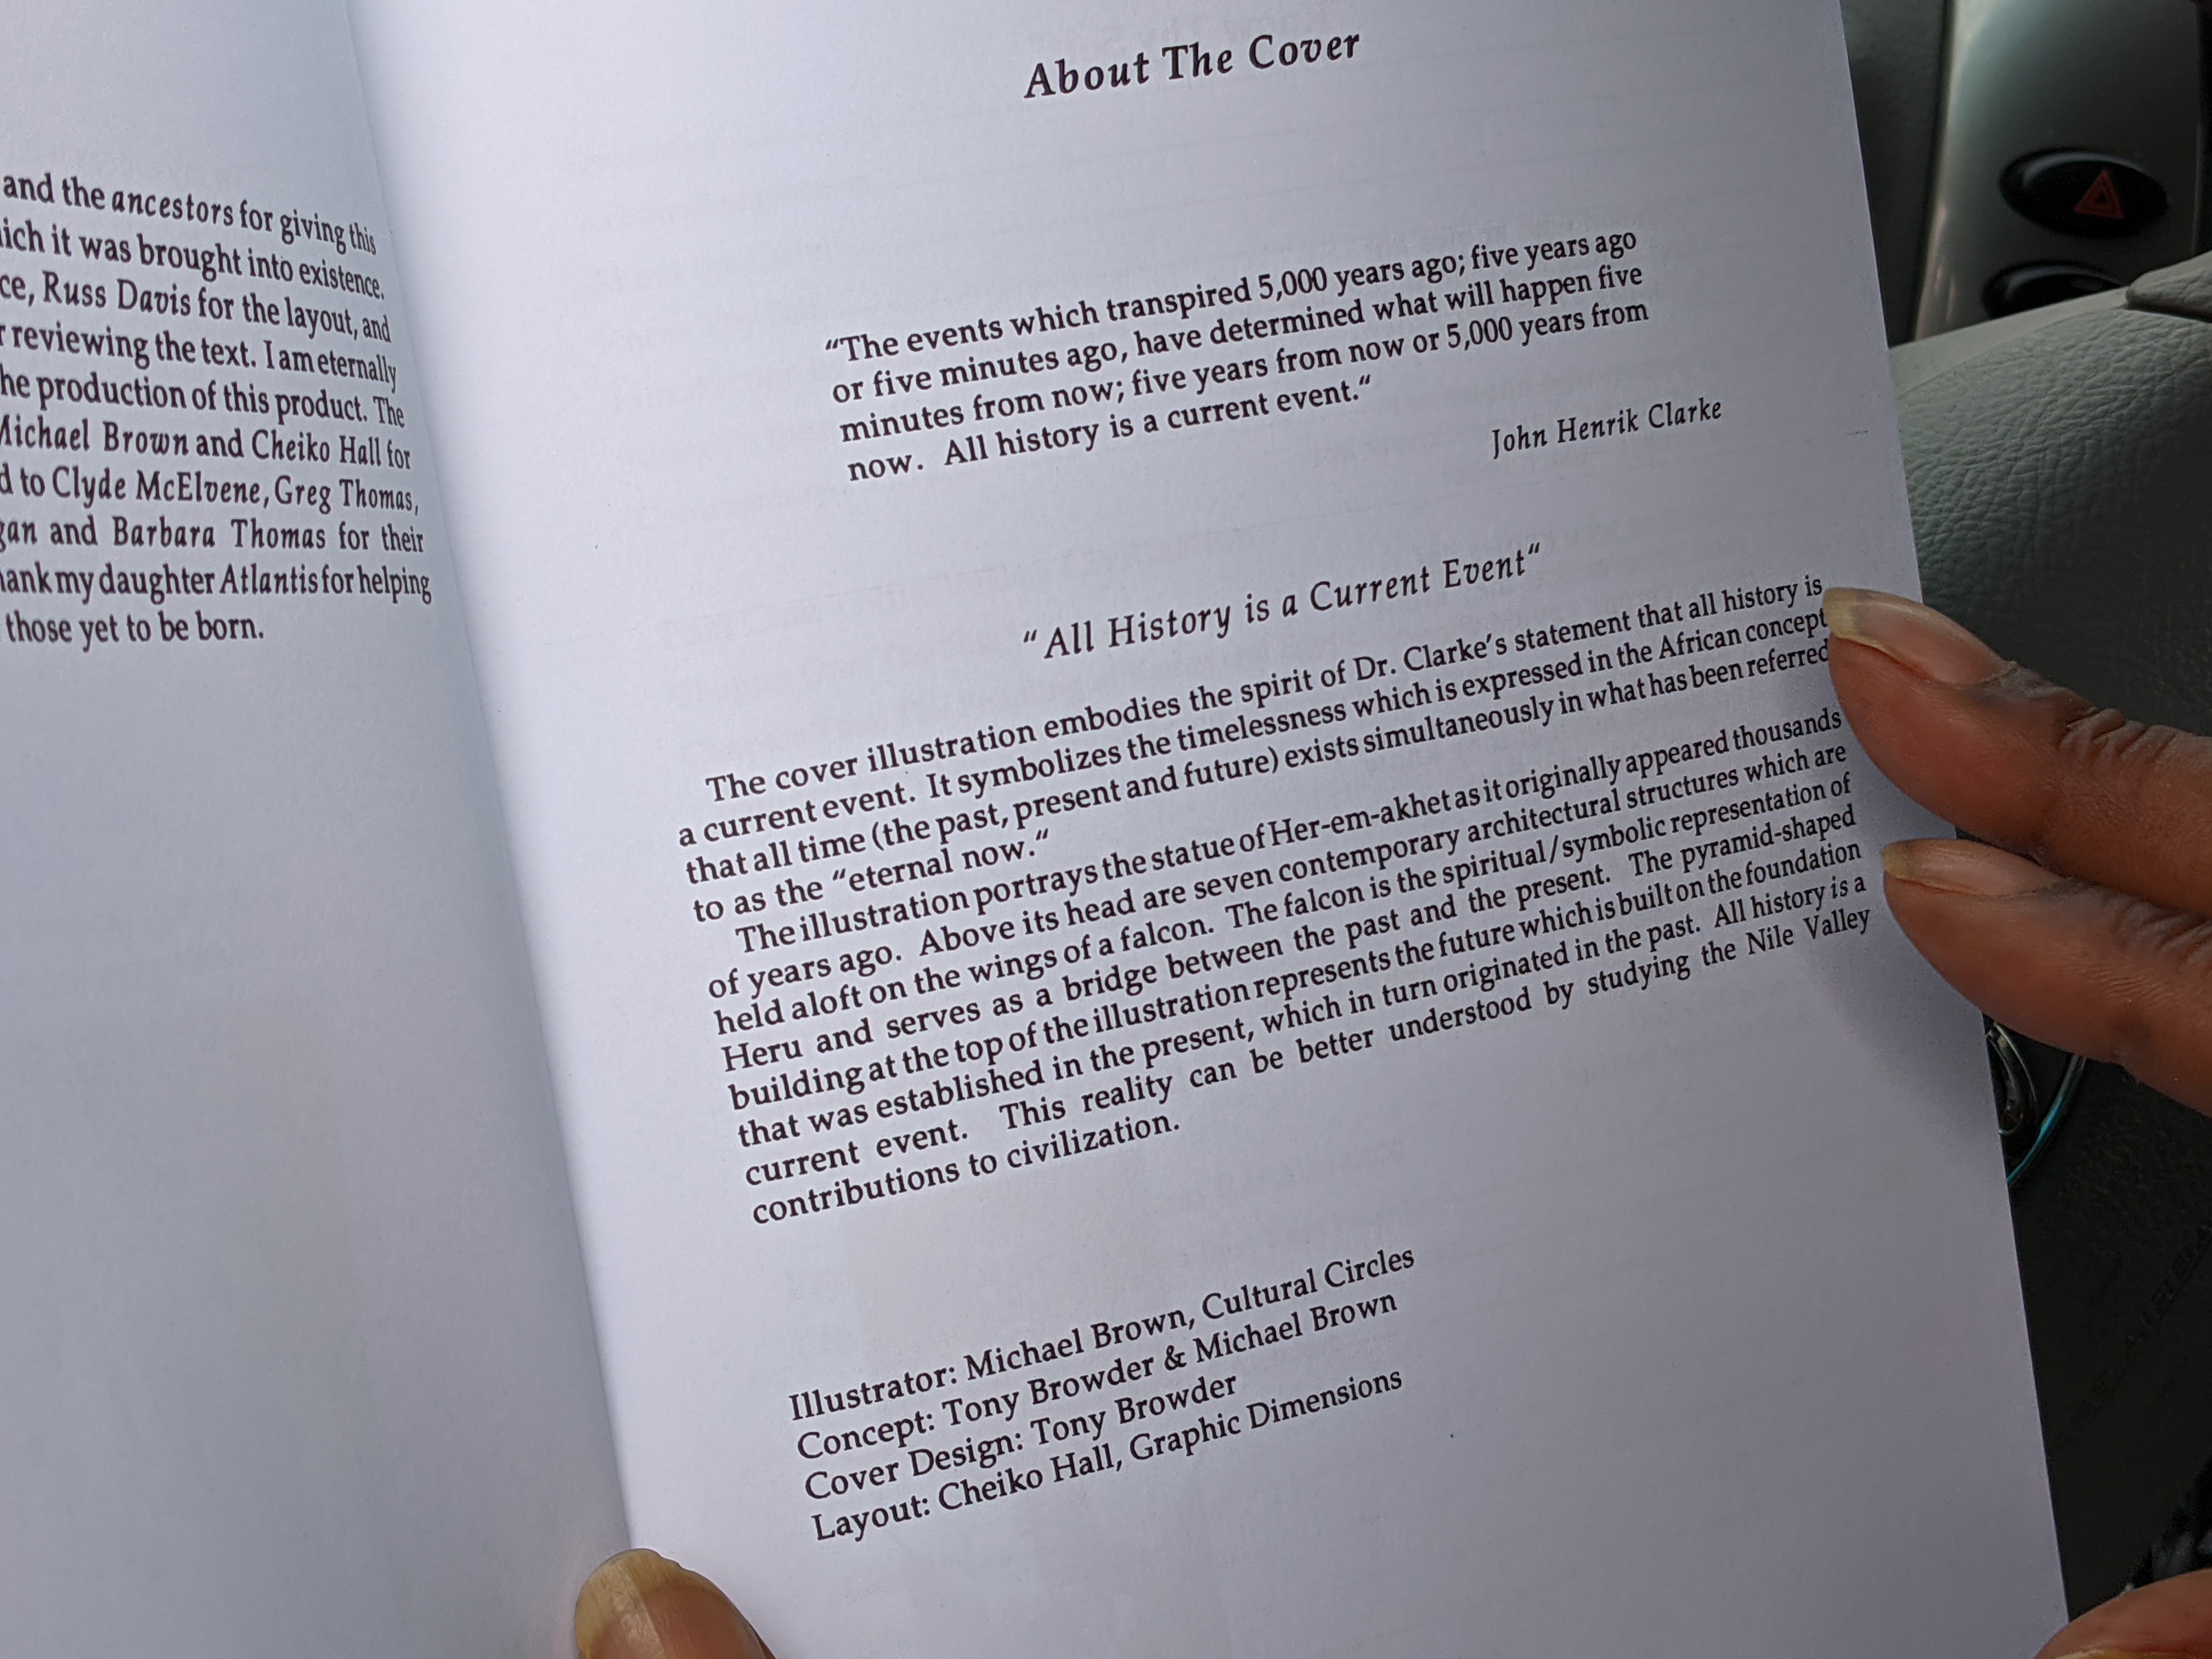 and the ancestors for giving this
it was brought into existence.
Russ Davis for the layout, and
reviewing the text. I am eternally
production of this product. The
Michael Brown and Cheiko Hall for
to Clyde McElvene, Greg Thomas,
and Barbara Thomas for their
my daughter Atlantis for helping
those yet to be born.
About The Cover
"The events which transpired 5,000 years ago; five years ago
or five minutes ago, have determined what will happen five
minutes from now; five years from now or 5,000 years from
now. All history is a current event."
John Henrik Clarke
"All History is a Current Event"
The cover illustration embodies the spirit of Dr. Clarke's statement that all history is
a current event. It symbolizes the timelessness which is expressed in the African concept
that all time (the past, present and future) exists simultaneously in what has been referred
to as the "eternal now."
The illustration portrays the statue of Her-em-akhet as it originally appeared thousands
of years ago. Above its head are seven contemporary architectural structures which are
held aloft on the wings of a falcon. The falcon is the spiritual/symbolic representation of
Heru and serves as a bridge between the past and the present. The pyramid-shaped
building at the top of the illustration represents the future which is built on the foundation
that was established in the present, which in turn originated in the past. All history is a
current event. This reality can be better understood by studying the Nile Valley
contributions to civilization.
Illustrator: Michael Brown, Cultural Circles
Concept: Tony Browder & Michael Brown
Cover Design: Tony Browder
Layout: Cheiko Hall, Graphic Dimensions